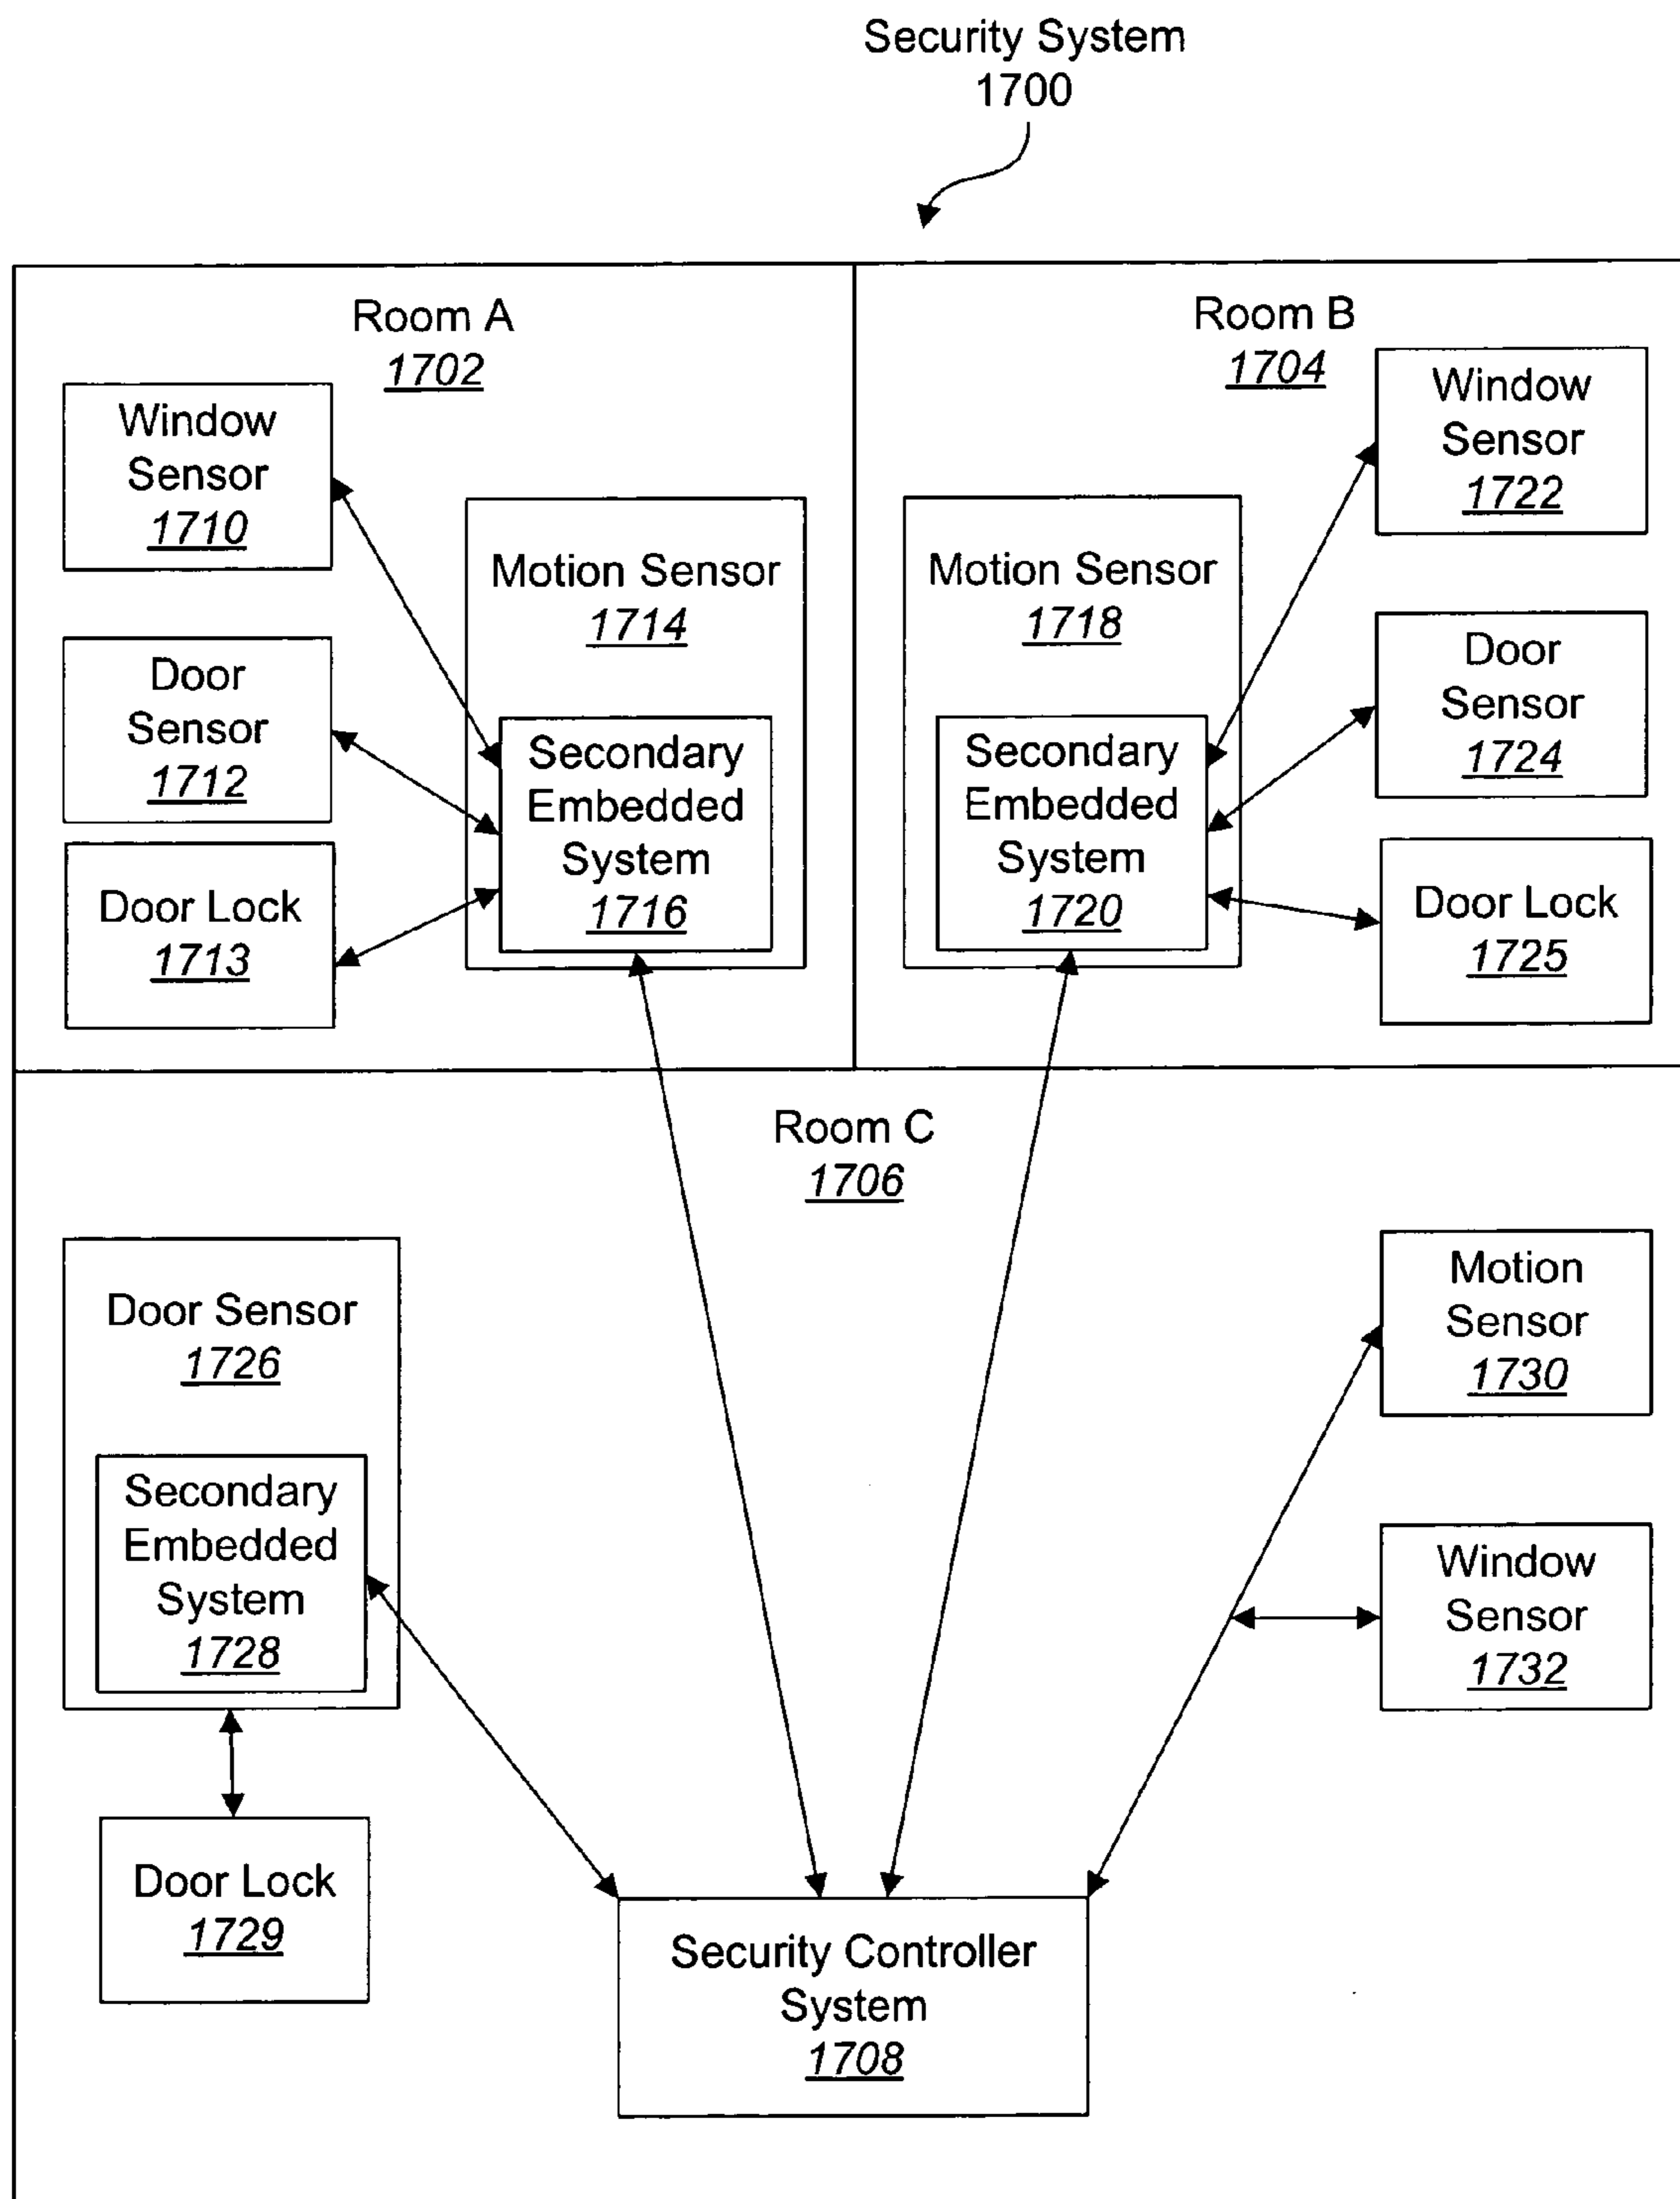 Security System
1700
Room A
1702
Window
Sensor
1710
Door
Sensor
1712
Door Lock
1713
Motion Sensor
1714
Secondary
Embedded
System
1716
Room B
1704
Motion Sensor
1718
Secondary
Embedded
System
1720
Window
Sensor
1722
Door
Sensor
1724
Door Lock
1725
Room C
1706
Door Sensor
1726
Secondary
Embedded
System
1728
Door Lock
1729
Motion
Sensor
1730
Window
Sensor
1732
Security Controller
System
1708